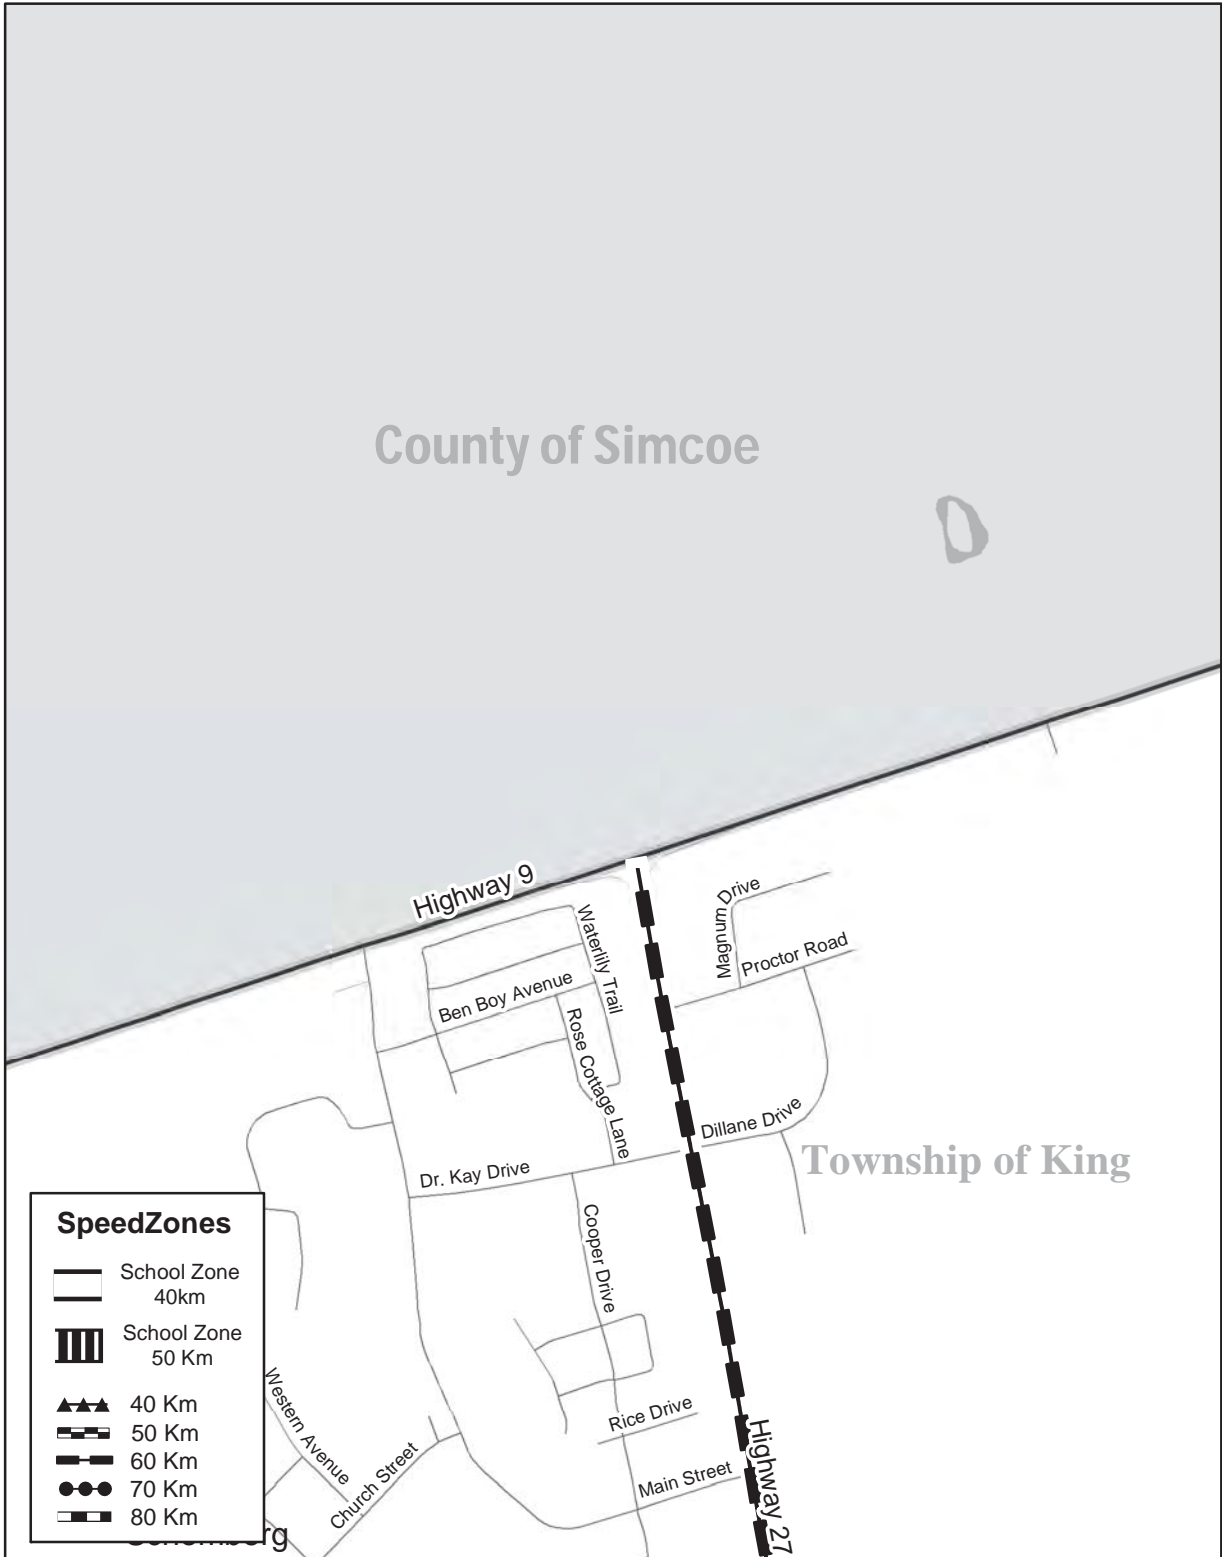 County of Simcoe
Highway 9
Waterlily Trail
Magnum Drive
Proctor Road
Ben Boy Avenue
Rose Cottage Lane
Dillane Drive
Township of King
Dr. Kay Drive
Cooper Drive
SpeedZones
School Zone
40km
School Zone
50 Km
40 Km
50 Km
60 Km
70 Km
80 Km
Western Avenue
Church Street
Rice Drive
Main Street
Highway 27